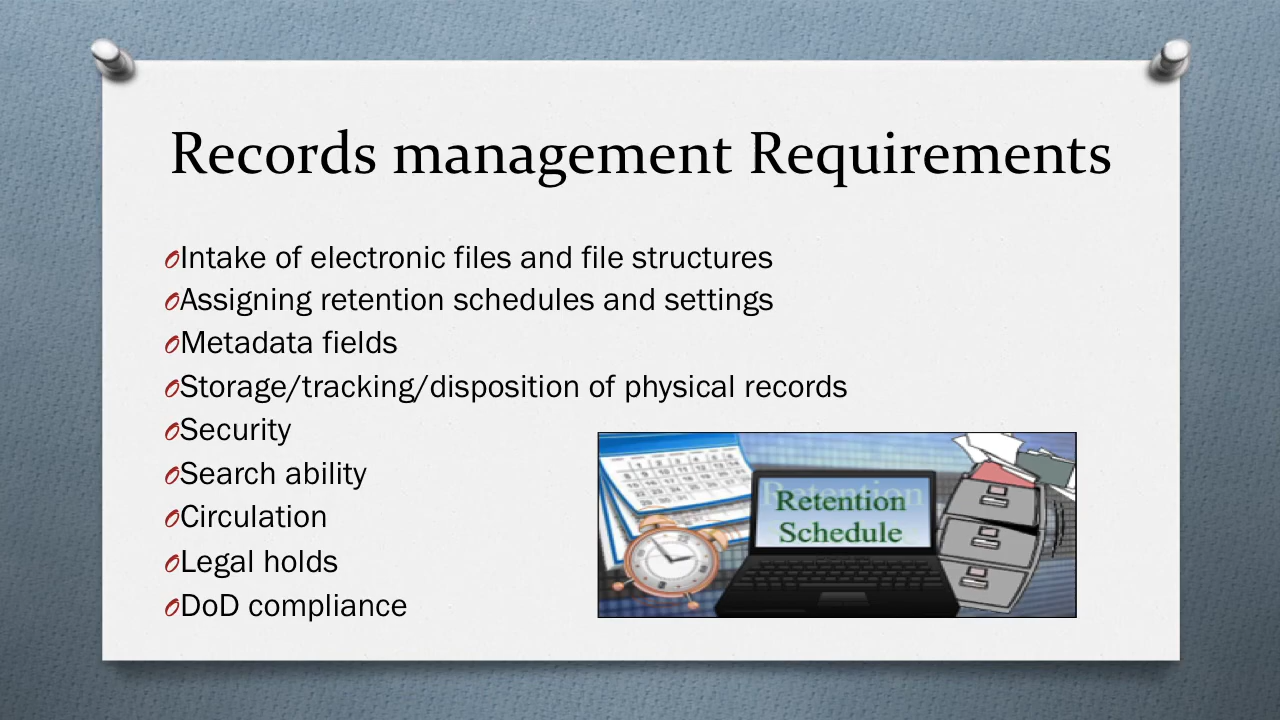 Records management Requirements
Intake of electronic files and file structures
Assigning retention schedules and settings
Metadata fields
Storage/tracking/disposition of physical records
Security
Search ability
Circulation
Legal holds
DoD compliance
Retention
Retention
Schedule